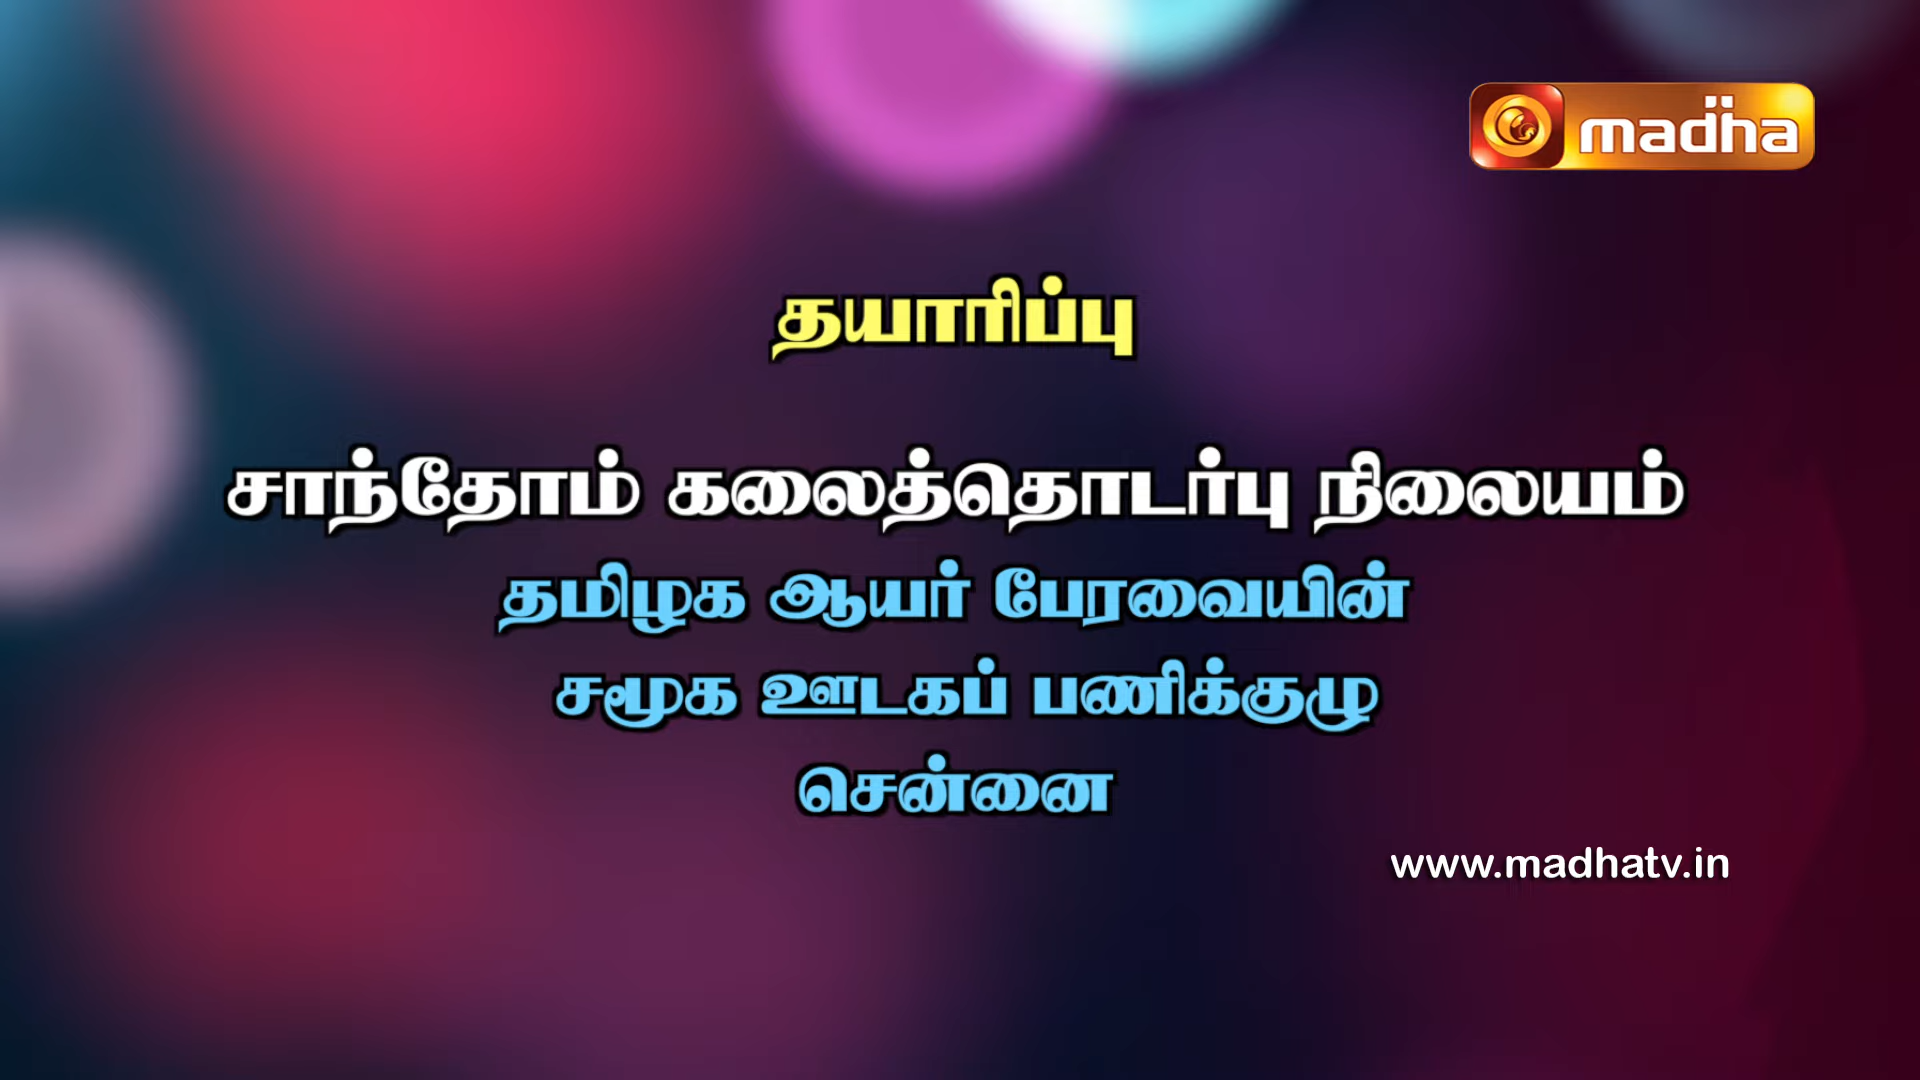 madha
தயாரிப்பு
சாந்தோம் கலைத்தொடர்பு நிலையம்
தமிழக ஆயர் பேரவையின்
சமூக ஊடகப் பணிக்குழு
சென்னை
www.madhatv.in